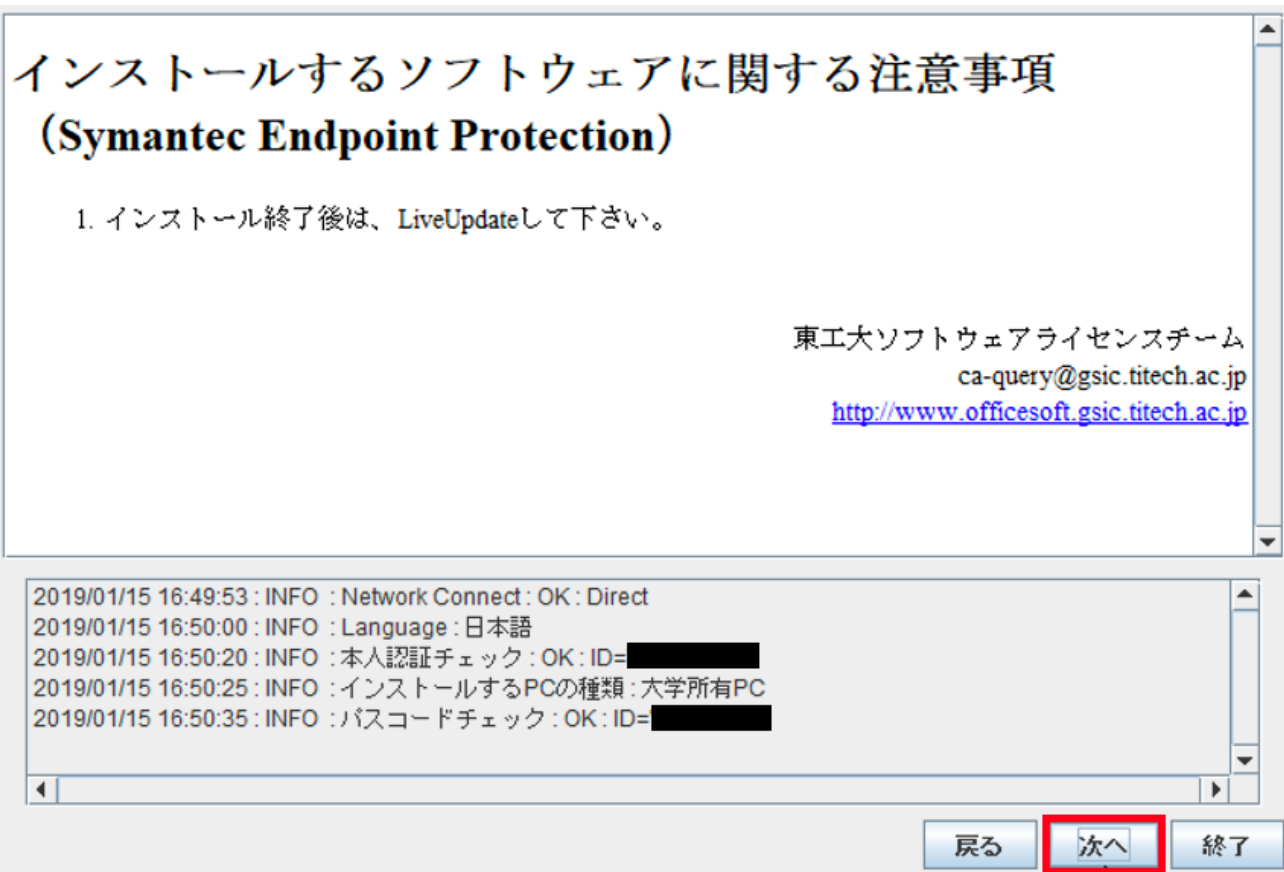 インストールするソフトウェアに関する注意事項
（Symantec Endpoint Protection）
1. インストール終了後は、LiveUpdateして下さい。
東工大ソフトウェアライセンスチーム
ca-query@gsic.titech.ac.jp
http://www.officesoft.gsic.titech.ac.jp
2019/01/15 16:49:53 : INFO : Network Connect : OK : Direct
2019/01/15 16:50:00 : INFO : Language : 日本語
2019/01/15 16:50:20 : INFO : 本人認証チェック : OK : ID=
2019/01/15 16:50:25 : INFO : インストールするPCの種類 : 大学所有PC
2019/01/15 16:50:35 : INFO : パスコードチェック : OK : ID=
戻る 次へ 終了